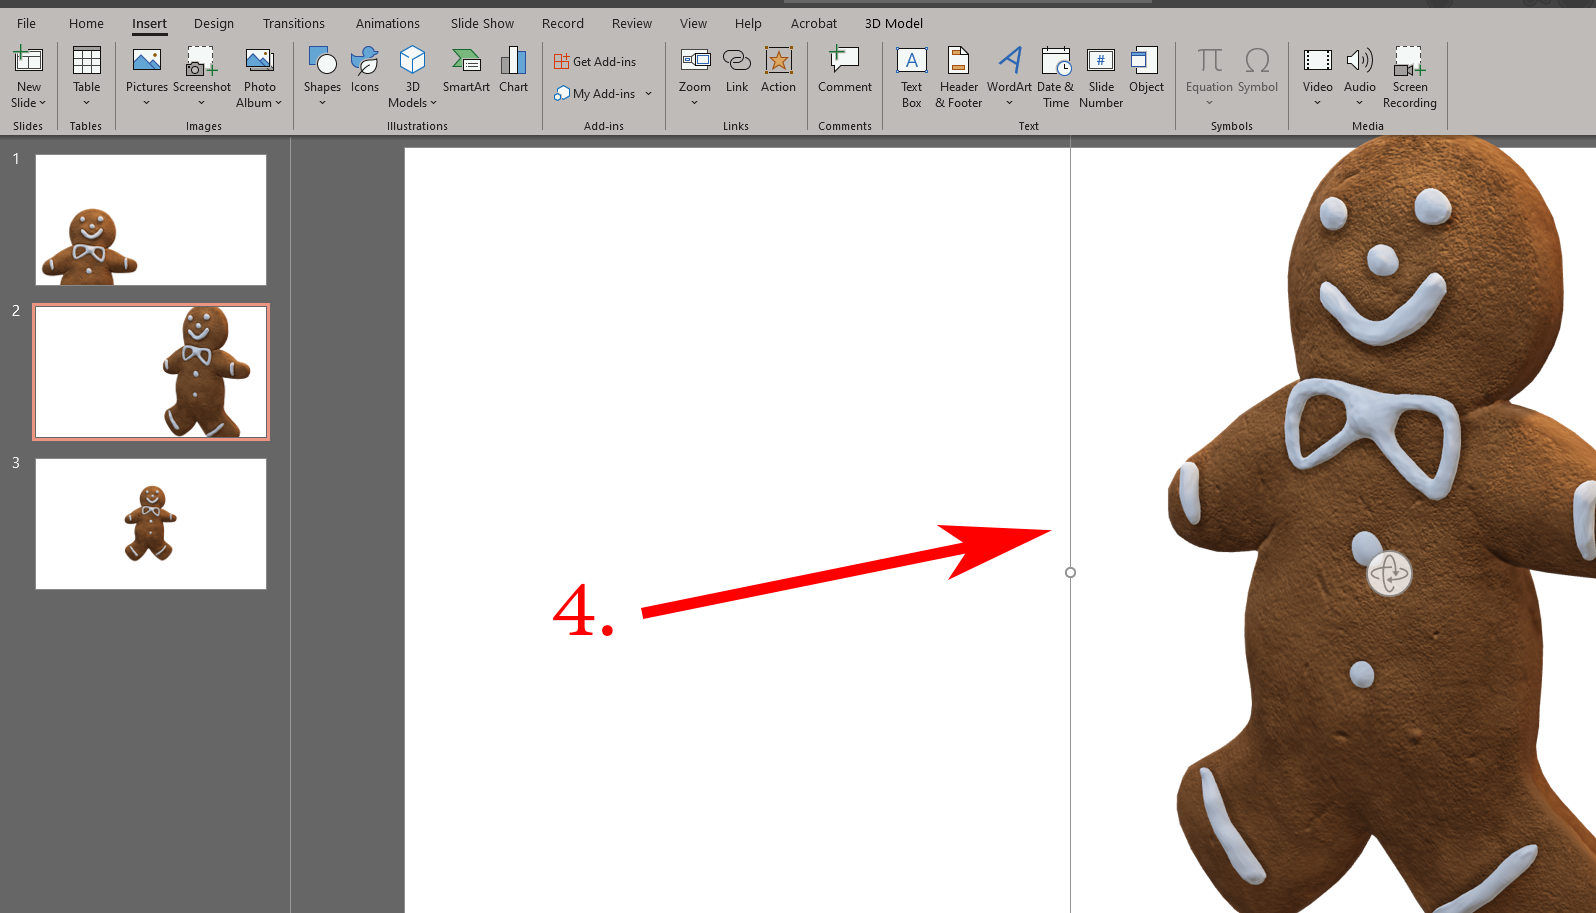 File Home Insert Design Transitions Animations Slide Show Record Review View Help Acrobat 3D Model
New Slide
Table
Pictures
Screenshot
Photo Album
Shapes
Icons
3D Models
SmartArt
Chart
Get Add-ins
My Add-ins
Zoom
Link
Action
Comment
Text Box
Header & Footer
WordArt
Date & Time
#
Slide Number
Object
π
Equation
Ω
Symbol
Video
Audio
Screen Recording
Slides Tables Images Illustrations Add-ins Links Comments Text Symbols Media
1
2
3
4.